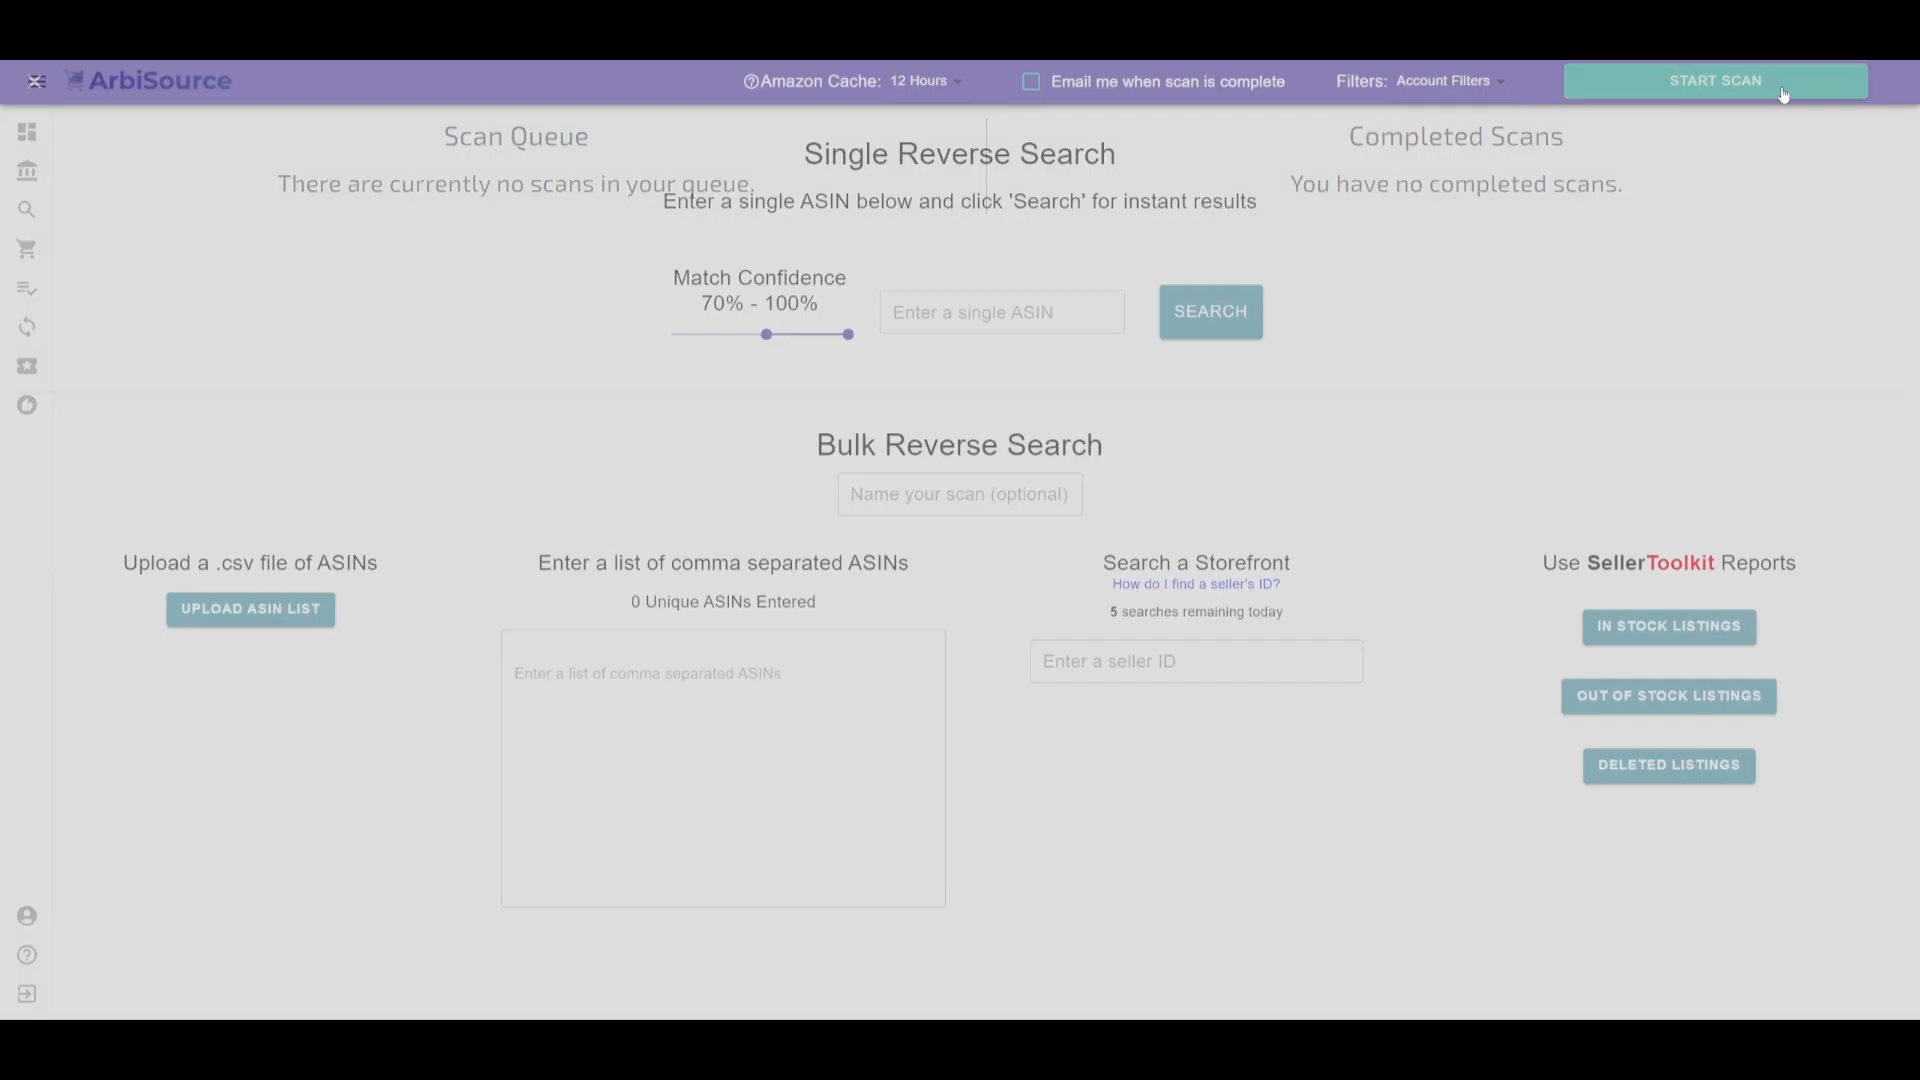 ArbiSource
Amazon Cache: 12 Hours
Email me when scan is complete
Filters: Account Filters
START SCAN
Scan Queue
There are currently no scans in your queue.
Completed Scans
You have no completed scans.
Single Reverse Search
Enter a single ASIN below and click 'Search' for instant results
Match Confidence
70% - 100%
Enter a single ASIN
SEARCH
Bulk Reverse Search
Name your scan (optional)
Upload a .csv file of ASINs
UPLOAD ASIN LIST
Enter a list of comma separated ASINs
0 Unique ASINs Entered
Enter a list of comma separated ASINs
Search a Storefront
How do I find a seller's ID?
5 searches remaining today
Enter a seller ID
Use SellerToolkit Reports
IN STOCK LISTINGS
OUT OF STOCK LISTINGS
DELETED LISTINGS